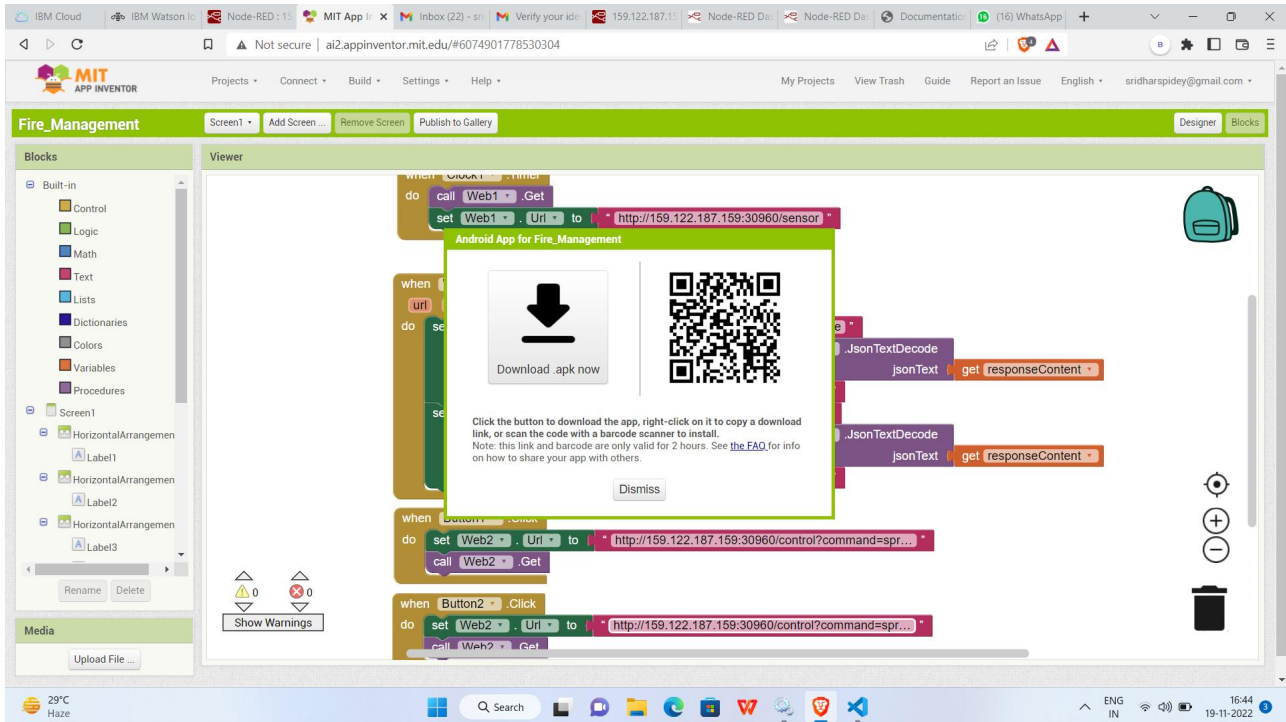 IBM Cloud
IBM Watson Io
Node-RED : 15
MIT App In
Inbox (22) - sri
Verify your ide
159.122.187.15
Node-RED Das
Node-RED Das
Documentatio
(16) WhatsApp
Not secure | ai2.appinventor.mit.edu/#6074901778530304
MIT
APP INVENTOR
Projects
Connect
Build
Settings
Help
My Projects
View Trash
Guide
Report an Issue
English
sridharspidey@gmail.com
Fire_Management
Screen1
Add Screen ...
Remove Screen
Publish to Gallery
Designer
Blocks
Blocks
Viewer
Built-in
Control
Logic
Math
Text
Lists
Dictionaries
Colors
Variables
Procedures
Screen1
HorizontalArrangemen
Label1
HorizontalArrangemen
Label2
HorizontalArrangemen
Label3
Rename
Delete
Media
Upload File ...
when Clock1 .Timer
do call Web1 .Get
set Web1 . Url to " http://159.122.187.159:30960/sensor "
when
url
do se
e "
.JsonTextDecode
jsonText get responseContent
"
se
.JsonTextDecode
jsonText get responseContent
"
Android App for Fire_Management
Download .apk now
Click the button to download the app, right-click on it to copy a download
link, or scan the code with a barcode scanner to install.
Note: this link and barcode are only valid for 2 hours. See the FAQ for info
on how to share your app with others.
Dismiss
when Button1 .Click
do set Web2 . Url to " http://159.122.187.159:30960/control?command=spr... "
call Web2 .Get
when Button2 .Click
do set Web2 . Url to " http://159.122.187.159:30960/control?command=spr... "
call Web2 .Get
0
0
Show Warnings
29°C
Haze
Search
ENG
IN
16:44
19-11-2022
3